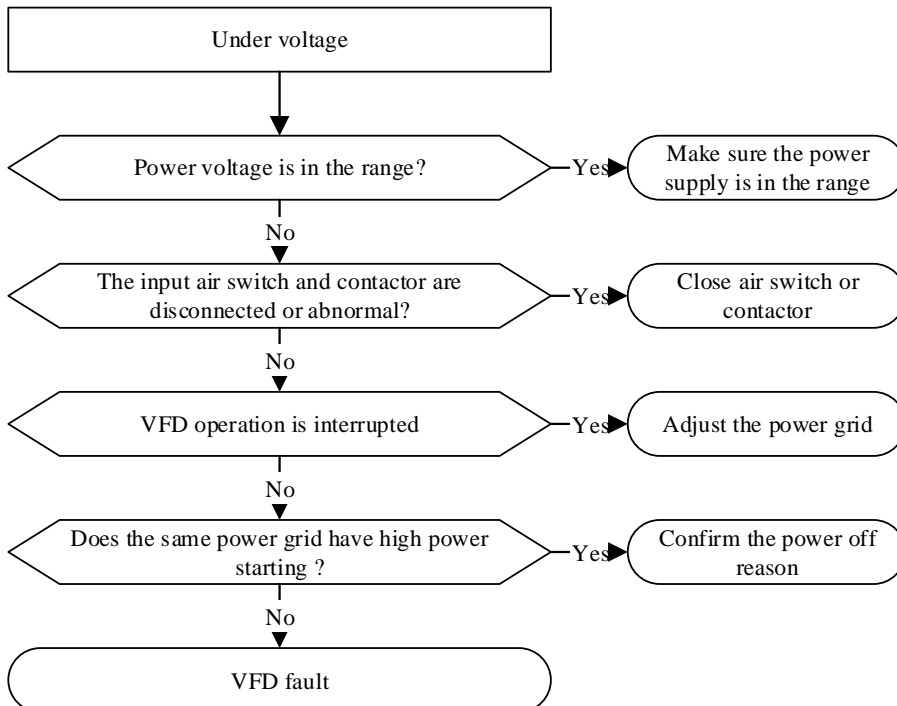 Under voltage
Power voltage is in the range?
Yes
Make sure the power
supply is in the range
No
The input air switch and contactor are
disconnected or abnormal?
Yes
Close air switch or
contactor
No
VFD operation is interrupted
Yes
Adjust the power grid
No
Does the same power grid have high power
starting ?
Yes
Confirm the power off
reason
No
VFD fault